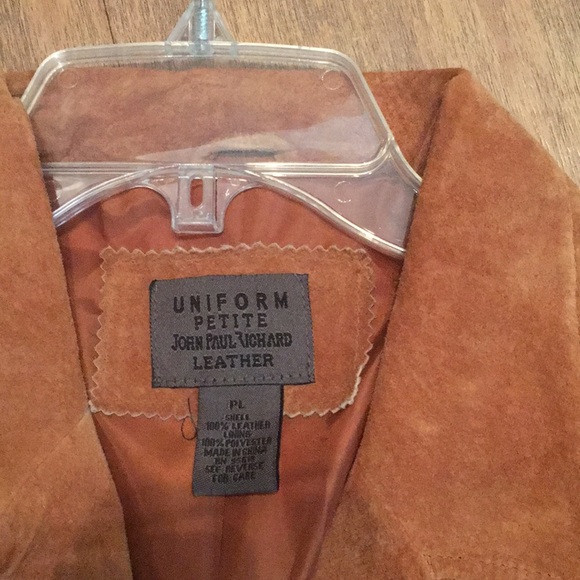 UNIFORM
PETITE
JOHN PAUL RICHARD
LEATHER
PL
SHELL
100% LEATHER
LINING
100% POLYESTER
MADE IN CHINA
RN
SEE REVERSE
FOR CARE